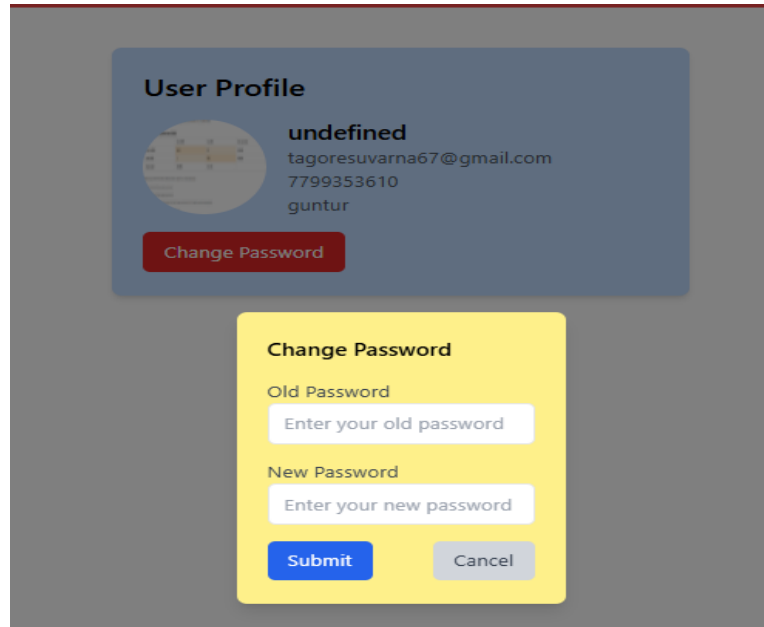 User Profile
undefined
tagoresuvarna67@gmail.com
7799353610
guntur
Change Password
Change Password
Old Password
Enter your old password
New Password
Enter your new password
Submit Cancel